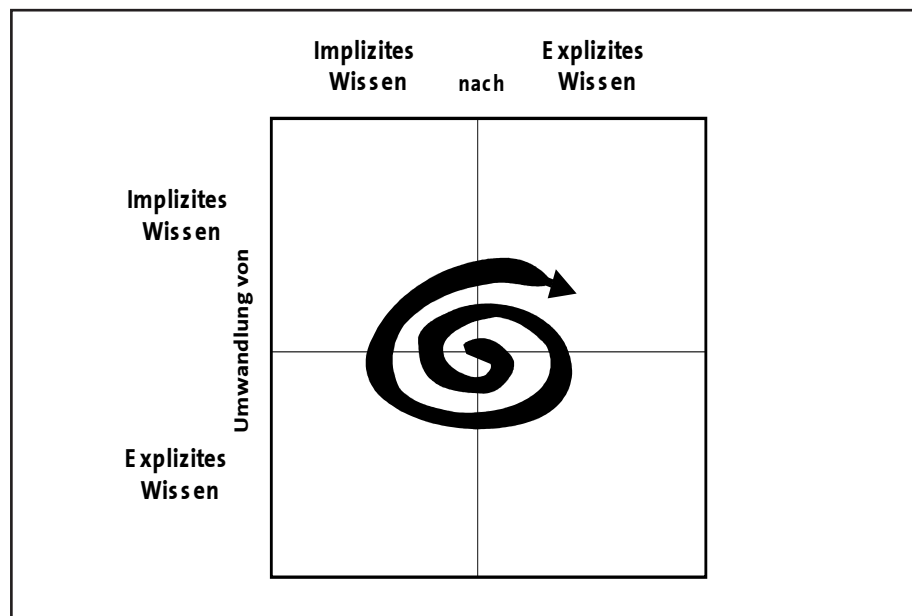 Implizites
Wissen
nach
Explizites
Wissen
Implizites
Wissen
Umwandlung von
Explizites
Wissen